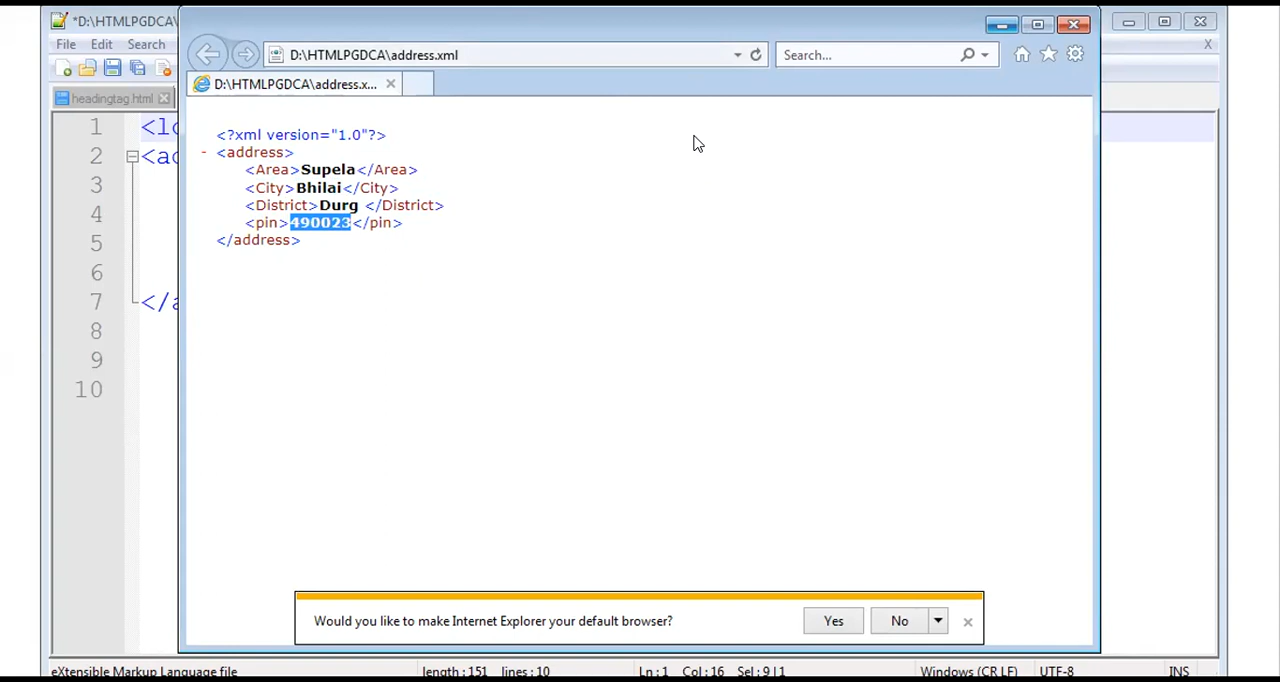 *D:\HTMLPGDCA\
File Edit Search
X
D:\HTMLPGDCA\address.xml
Search...
D:\HTMLPGDCA\address.x...
headingtag.html
<?xml version="1.0"?>
- <address>
<Area>Supela</Area>
<City>Bhilai</City>
<District>Durg </District>
<pin>490023</pin>
</address>
1 <lo
2 <ad
3
4
5
6
7 </a
8
9
10
Would you like to make Internet Explorer your default browser?
Yes
No
eXtensible Markup Language file length : 151 lines : 10 Ln : 1 Col : 16 Sel : 9 | 1 Windows (CR LF) UTF-8 INS